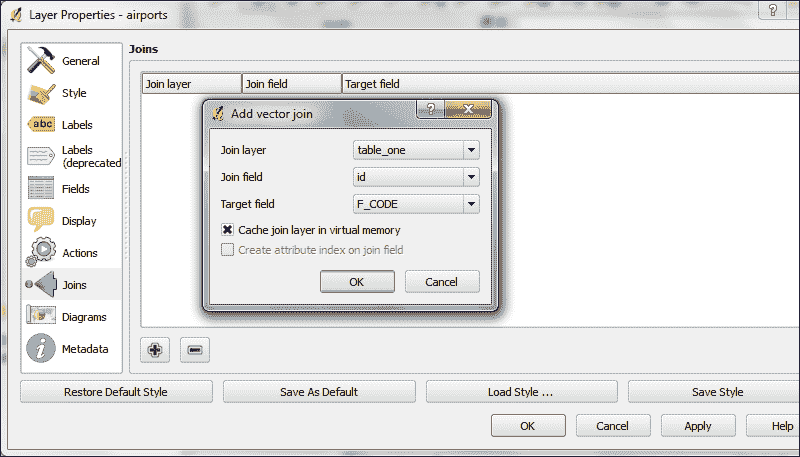 Layer Properties - airports
?
General
Style
abc
Labels
Labels
(deprecated
Fields
Display
Actions
Joins
Diagrams
i
Metadata
Joins
Join layer Join field Target field
Add vector join
?
Join layer table_one
Join field id
Target field F_CODE
Cache join layer in virtual memory
Create attribute index on join field
OK Cancel
Restore Default Style Save As Default Load Style ... Save Style
OK Cancel Apply Help